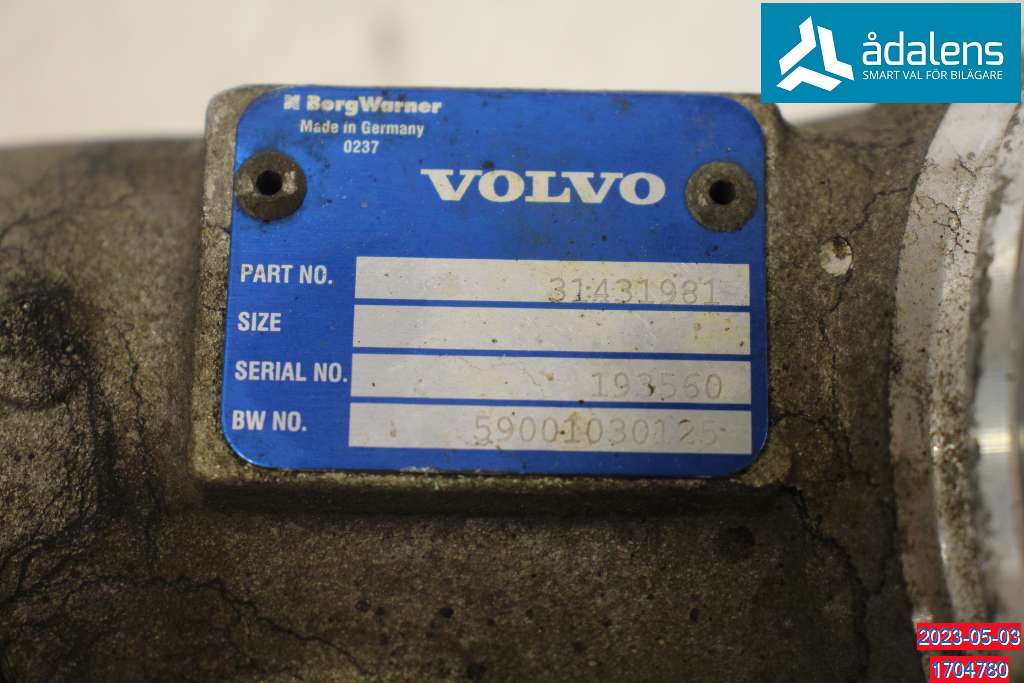 ådalens
SMART VAL FÖR BILÄGARE
BorgWarner
Made in Germany
0237
VOLVO
PART NO. 31431981
SIZE
SERIAL NO. 193560
BW NO. 59001030125
2023-05-03
1704780